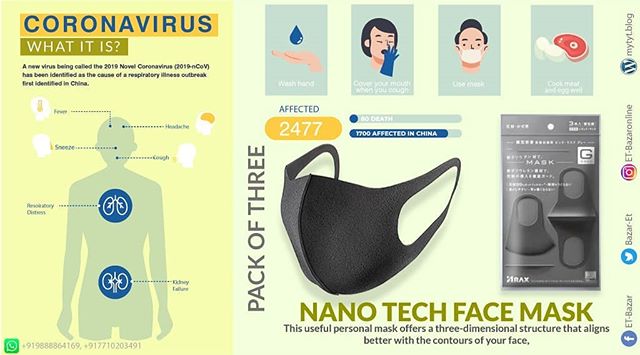 CORONAVIRUS
WHAT IT IS?
A new virus being called the 2019 Novel Coronavirus (2019-nCoV)
has been identified as the cause of a respiratory illness outbreak
first identified in China.
Fever
Headache
Sneeze
Cough
Respiratory
Distress
Kidney
Failure
+919888864169, +917710203491
Wash hand
Cover your mouth
when you cough
Use mask
Cook meat
and egg well
AFFECTED
2477
80 DEATH
1700 AFFECTED IN CHINA
PACK OF THREE
MASK
G
ARAX
NANO TECH FACE MASK
This useful personal mask offers a three-dimensional structure that aligns
better with the contours of your face,
mytyt.blog
ET-Bazaronline
Bazar-Et
ET-Bazar